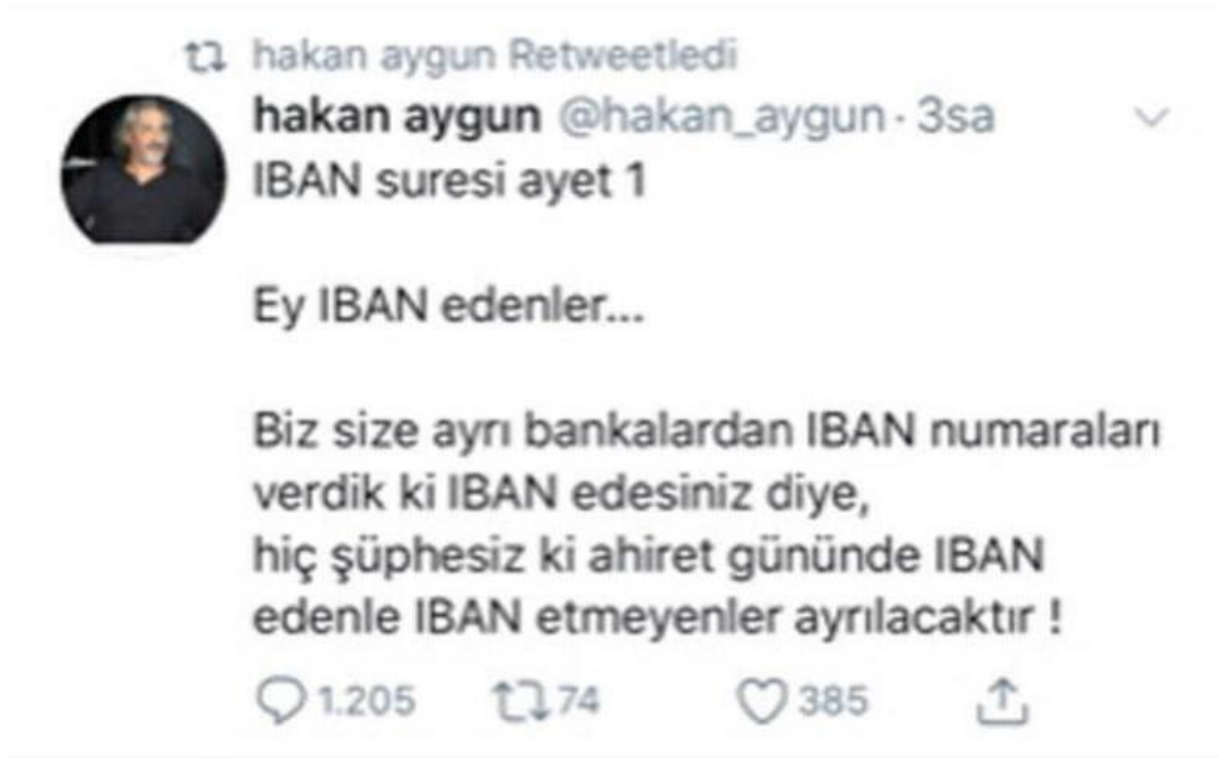 hakan aygun Retweetledi
hakan aygun @hakan_aygun · 3sa
IBAN suresi ayet 1
Ey IBAN edenler...
Biz size ayrı bankalardan IBAN numaraları
verdik ki IBAN edesiniz diye,
hiç şüphesiz ki ahiret gününde IBAN
edenle IBAN etmeyenler ayrılacaktır !
1.205 74 385